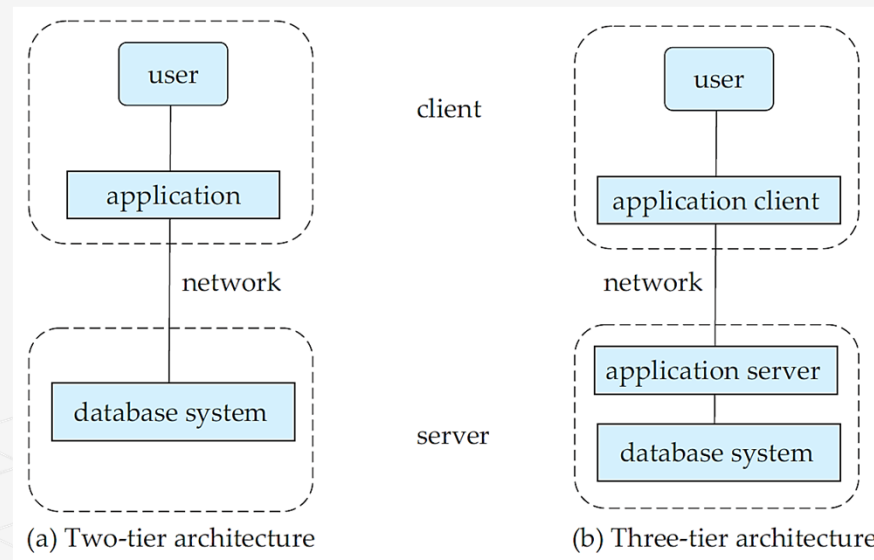 user
application
network
database system
(a) Two-tier architecture
client
server
user
application client
network
application server
database system
(b) Three-tier architecture